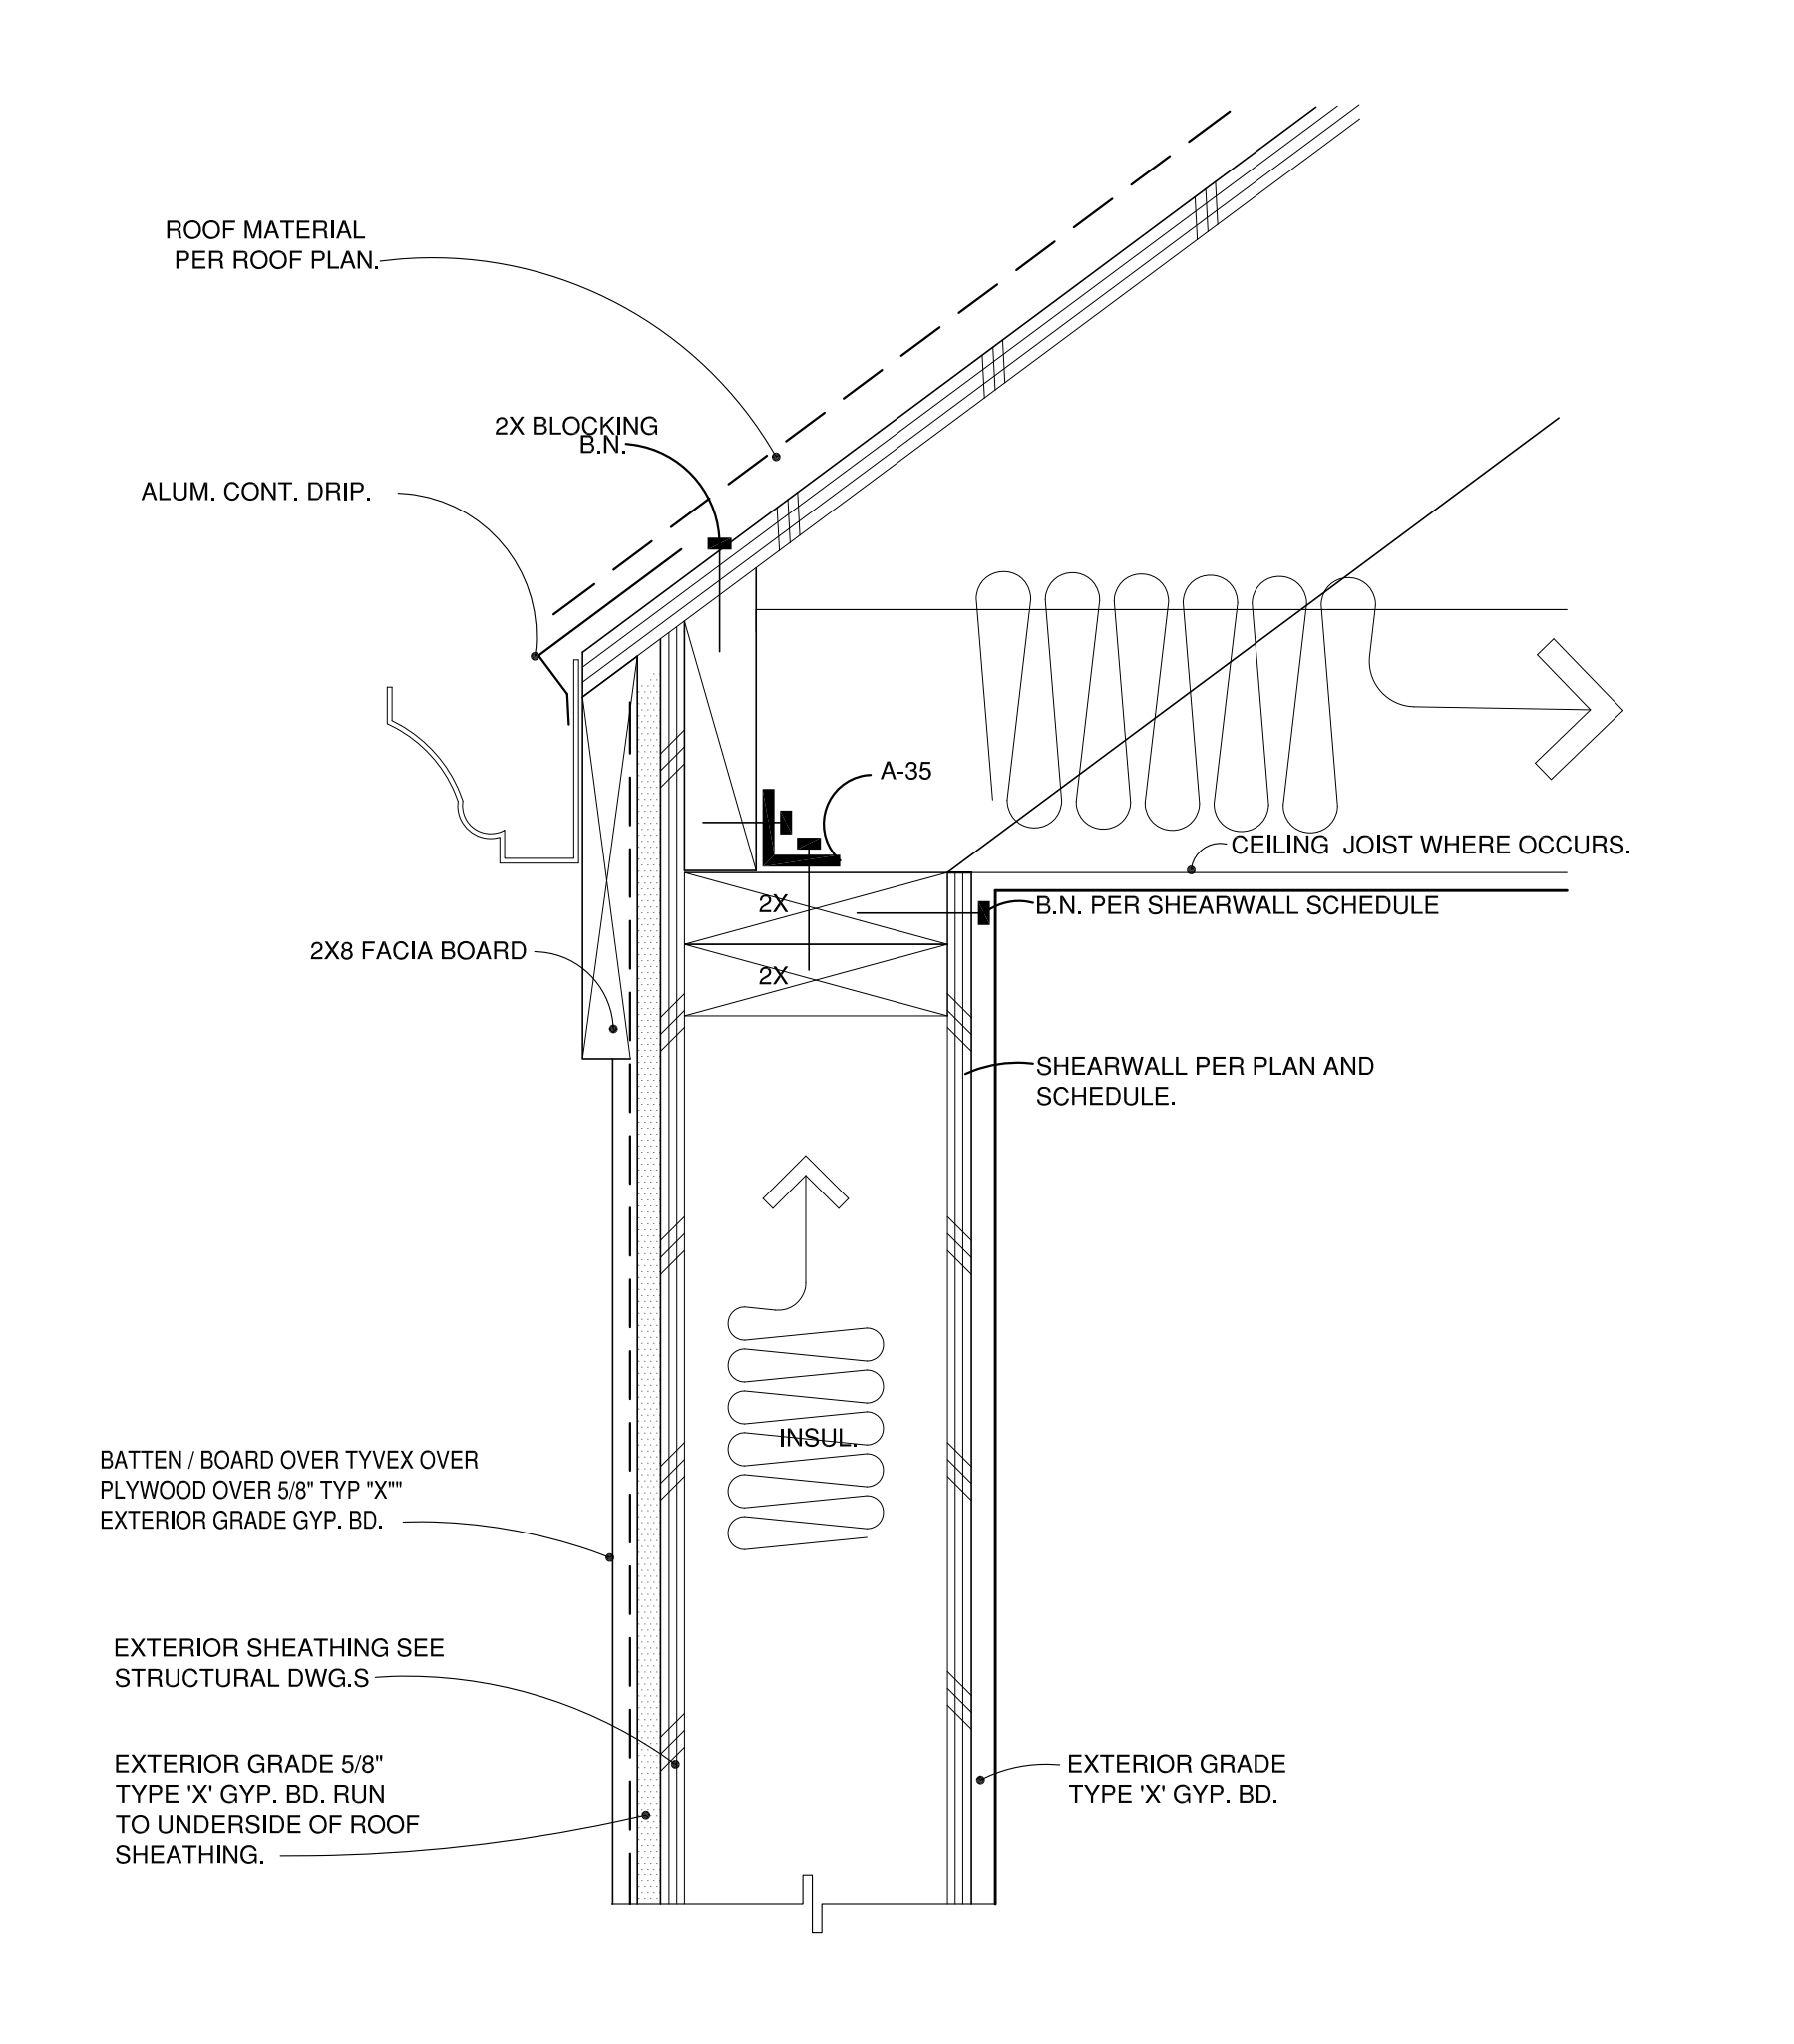 ROOF MATERIAL
PER ROOF PLAN.
2X BLOCKING
B.N.
ALUM. CONT. DRIP.
A-35
CEILING JOIST WHERE OCCURS.
2X
B.N. PER SHEARWALL SCHEDULE
2X8 FACIA BOARD
2X
SHEARWALL PER PLAN AND
SCHEDULE.
INSUL.
BATTEN / BOARD OVER TYVEX OVER
PLYWOOD OVER 5/8" TYP "X""
EXTERIOR GRADE GYP. BD.
EXTERIOR SHEATHING SEE
STRUCTURAL DWG.S
EXTERIOR GRADE 5/8"
TYPE 'X' GYP. BD. RUN
TO UNDERSIDE OF ROOF
SHEATHING.
EXTERIOR GRADE
TYPE 'X' GYP. BD.